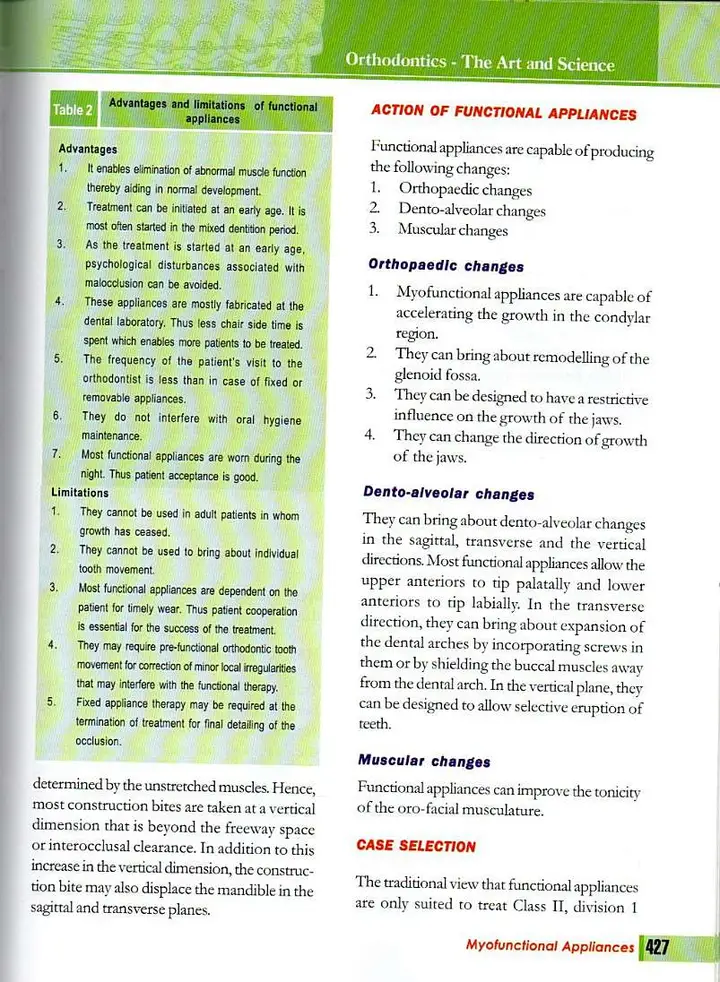 Orthodontics - The Art and Science
Table 2
Advantages and limitations of functional
appliances
Advantages
1. It enables elimination of abnormal muscle function
thereby aiding in normal development.
2. Treatment can be initiated at an early age. It is
most often started in the mixed dentition period.
3. As the treatment is started at an early age,
psychological disturbances associated with
malocclusion can be avoided.
4. These appliances are mostly fabricated at the
dental laboratory. Thus less chair side time is
spent which enables more patients to be treated.
5. The frequency of the patient's visit to the
orthodontist is less than in case of fixed or
removable appliances.
6. They do not interfere with oral hygiene
maintenance.
7. Most functional appliances are worn during the
night. Thus patient acceptance is good.
Limitations
1. They cannot be used in adult patients in whom
growth has ceased.
2. They cannot be used to bring about individual
tooth movement.
3. Most functional appliances are dependent on the
patient for timely wear. Thus patient cooperation
is essential for the success of the treatment.
4. They may require pre-functional orthodontic tooth
movement for correction of minor local irregularities
that may interfere with the functional therapy.
5. Fixed appliance therapy may be required at the
termination of treatment for final detailing of the
occlusion.
determined by the unstretched muscles. Hence,
most construction bites are taken at a vertical
dimension that is beyond the freeway space
or interocclusal clearance. In addition to this
increase in the vertical dimension, the construc-
tion bite may also displace the mandible in the
sagittal and transverse planes.
ACTION OF FUNCTIONAL APPLIANCES
Functional appliances are capable of producing
the following changes:
1. Orthopaedic changes
2. Dento-alveolar changes
3. Muscular changes
Orthopaedic changes
1. Myofunctional appliances are capable of
accelerating the growth in the condylar
region.
2. They can bring about remodelling of the
glenoid fossa.
3. They can be designed to have a restrictive
influence on the growth of the jaws.
4. They can change the direction of growth
of the jaws.
Dento-alveolar changes
They can bring about dento-alveolar changes
in the sagittal, transverse and the vertical
directions. Most functional appliances allow the
upper anteriors to tip palatally and lower
anteriors to tip labially. In the transverse
direction, they can bring about expansion of
the dental arches by incorporating screws in
them or by shielding the buccal muscles away
from the dental arch. In the vertical plane, they
can be designed to allow selective eruption of
teeth.
Muscular changes
Functional appliances can improve the tonicity
of the oro-facial musculature.
CASE SELECTION
The traditional view that functional appliances
are only suited to treat Class II, division 1
Myofunctional Appliances 427